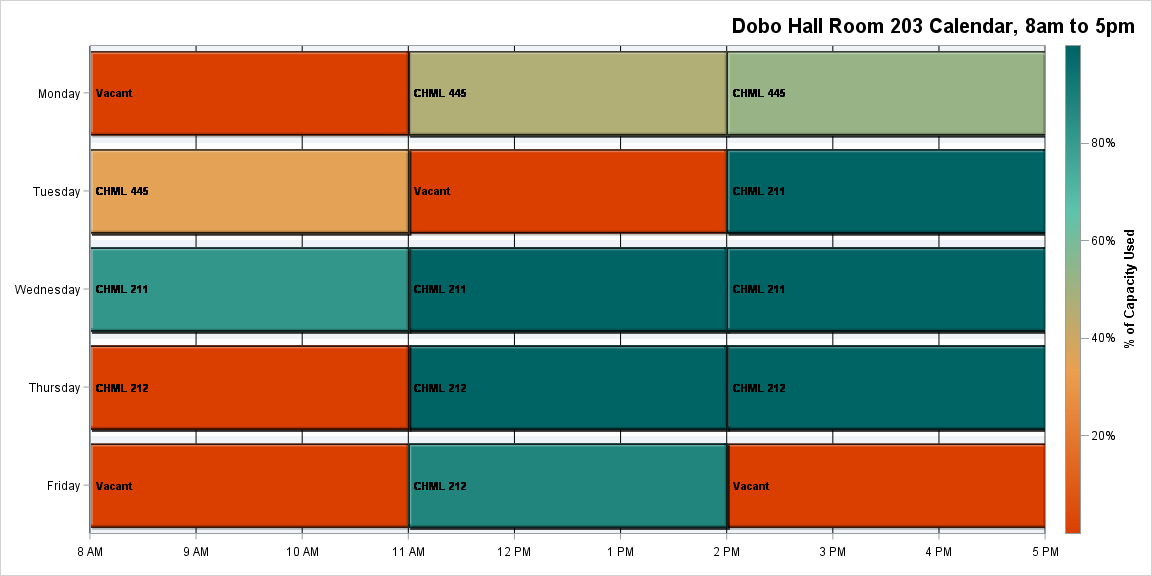 Dobo Hall Room 203 Calendar, 8am to 5pm
Monday
Vacant
CHML 445
CHML 445
Tuesday
CHML 445
Vacant
CHML 211
Wednesday
CHML 211
CHML 211
CHML 211
Thursday
CHML 212
CHML 212
CHML 212
Friday
Vacant
CHML 212
Vacant
8 AM
9 AM
10 AM
11 AM
12 PM
1 PM
2 PM
3 PM
4 PM
5 PM
80%
60%
40%
20%
% of Capacity Used